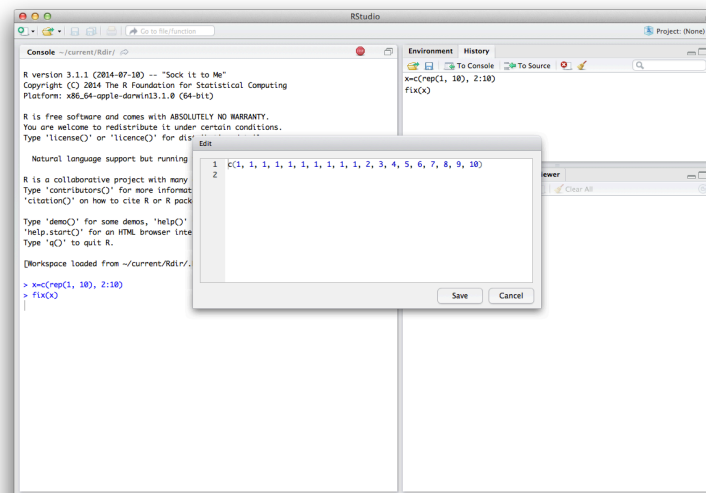 RStudio
Go to file/function
Project: (None)
Console ~/current/Rdir/
R version 3.1.1 (2014-07-10) -- "Sock it to Me"
Copyright (C) 2014 The R Foundation for Statistical Computing
Platform: x86_64-apple-darwin13.1.0 (64-bit)
R is free software and comes with ABSOLUTELY NO WARRANTY.
You are welcome to redistribute it under certain conditions.
Type 'license()' or 'licence()' for
Natural language support but running
R is a collaborative project with many
Type 'contributors()' for more
'citation()' on how to cite R or R
Type 'demo()' for some demos, 'help()'
'help.start()' for an HTML browser
Type 'q()' to quit R.
[Workspace loaded from ~/current/Rdir/.
> x=c(rep(1, 10), 2:10)
> fix(x)
Environment History
To Console To Source
x=c(rep(1, 10), 2:10)
fix(x)
Clear All
Edit
1 c(1, 1, 1, 1, 1, 1, 1, 1, 1, 1, 2, 3, 4, 5, 6, 7, 8, 9, 10)
2
Save Cancel